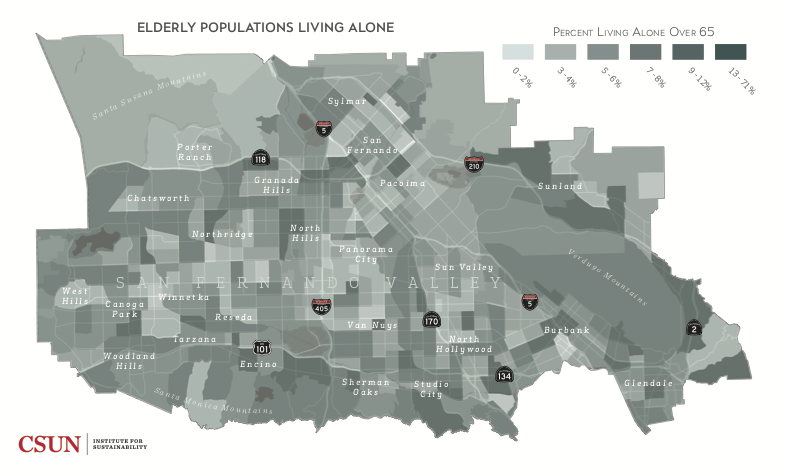 ELDERLY POPULATIONS LIVING ALONE
PERCENT LIVING ALONE OVER 65
0-2%
3-4%
5-6%
7-8%
9-12%
13-71%
Santa Susana Mountains
Sylmar
5
San
Fernando
Porter
Ranch
118
210
Granada
Hills
Pacoima
Sunland
Chatsworth
Northridge
North
Hills
Panorama
City
Sun Valley
Verdugo Mountains
SAN FERNANDO VALLEY
West
Hills
Canoga
Park
Winnetka
405
5
Reseda
Van Nuys
170
Burbank
2
Tarzana
101
North
Hollywood
Woodland
Hills
Encino
134
Sherman
Oaks
Studio
City
Glendale
Santa Monica Mountains
CSUN
INSTITUTE FOR
SUSTAINABILITY